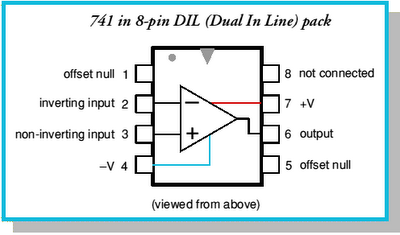 741 in 8-pin DIL (Dual In Line) pack
offset null 1
8 not connected
inverting input 2
7 +V
non-inverting input 3
6 output
–V 4
5 offset null
− 
+
(viewed from above)